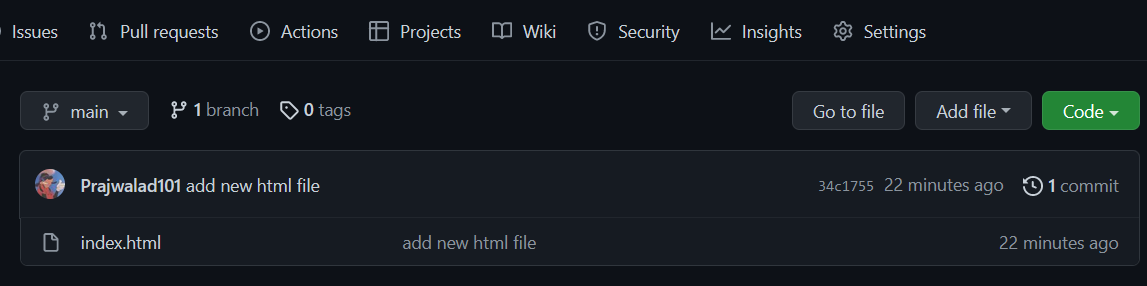 Issues Pull requests Actions Projects Wiki Security Insights Settings
main 1 branch 0 tags Go to file Add file Code
Prajwalad101 add new html file 34c1755 22 minutes ago 1 commit
index.html add new html file 22 minutes ago